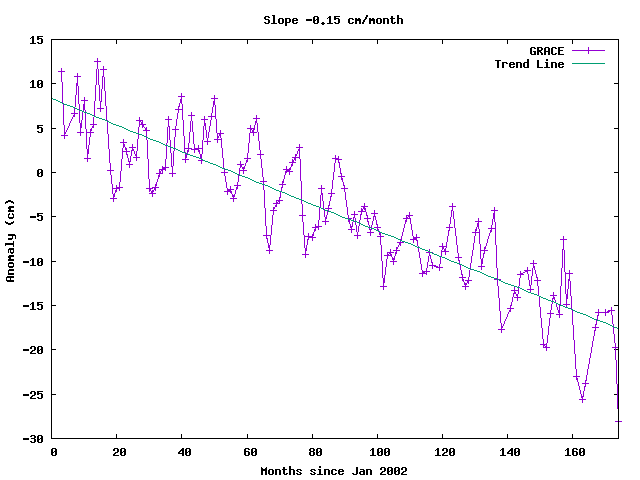 Slope -0.15 cm/month
GRACE
Trend Line
15
10
5
0
-5
-10
-15
-20
-25
-30
Anomaly (cm)
0 20 40 60 80 100 120 140 160
Months since Jan 2002